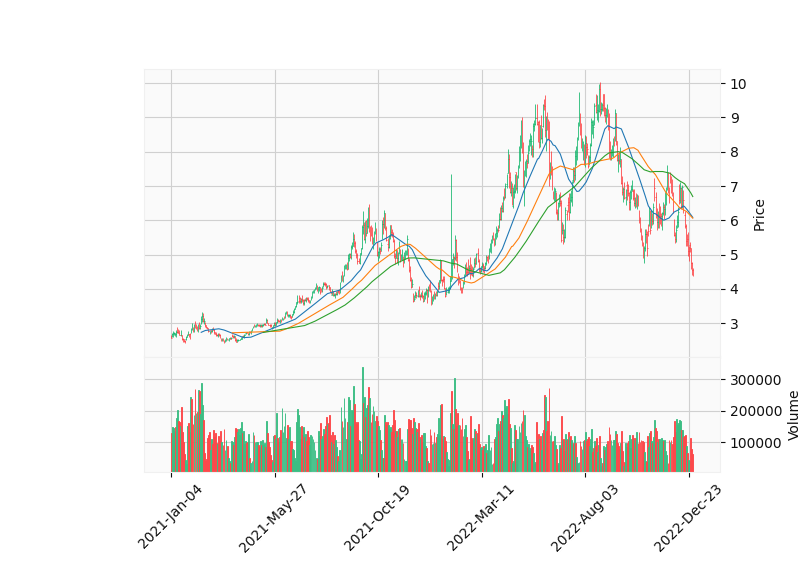 10
9
8
7
6
5
4
3
Price
300000
200000
100000
Volume
2021-Jan-04
2021-May-27
2021-Oct-19
2022-Mar-11
2022-Aug-03
2022-Dec-23